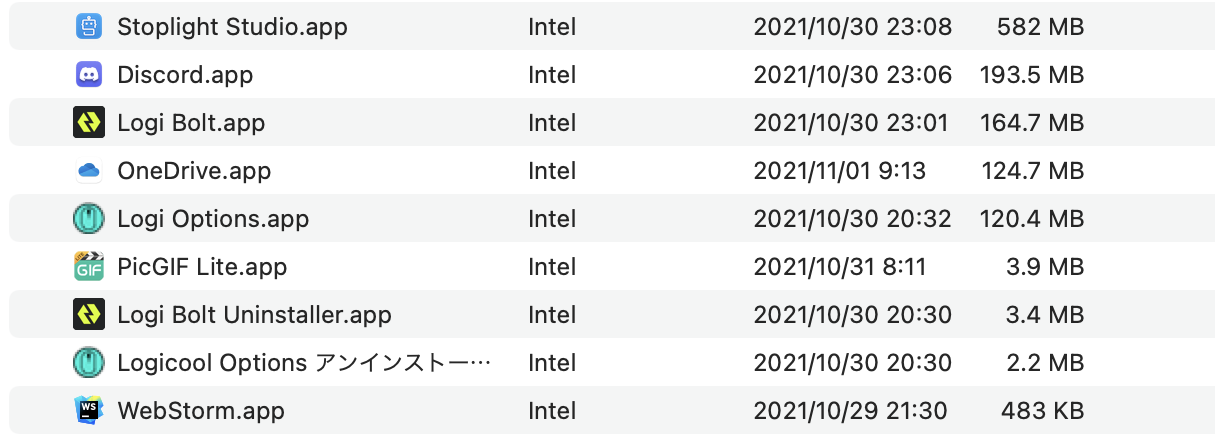 Stoplight Studio.app Intel 2021/10/30 23:08 582 MB
Discord.app Intel 2021/10/30 23:06 193.5 MB
Logi Bolt.app Intel 2021/10/30 23:01 164.7 MB
OneDrive.app Intel 2021/11/01 9:13 124.7 MB
Logi Options.app Intel 2021/10/30 20:32 120.4 MB
GIF PicGIF Lite.app Intel 2021/10/31 8:11 3.9 MB
Logi Bolt Uninstaller.app Intel 2021/10/30 20:30 3.4 MB
Logicool Options アンインストー… Intel 2021/10/30 20:30 2.2 MB
WS WebStorm.app Intel 2021/10/29 21:30 483 KB